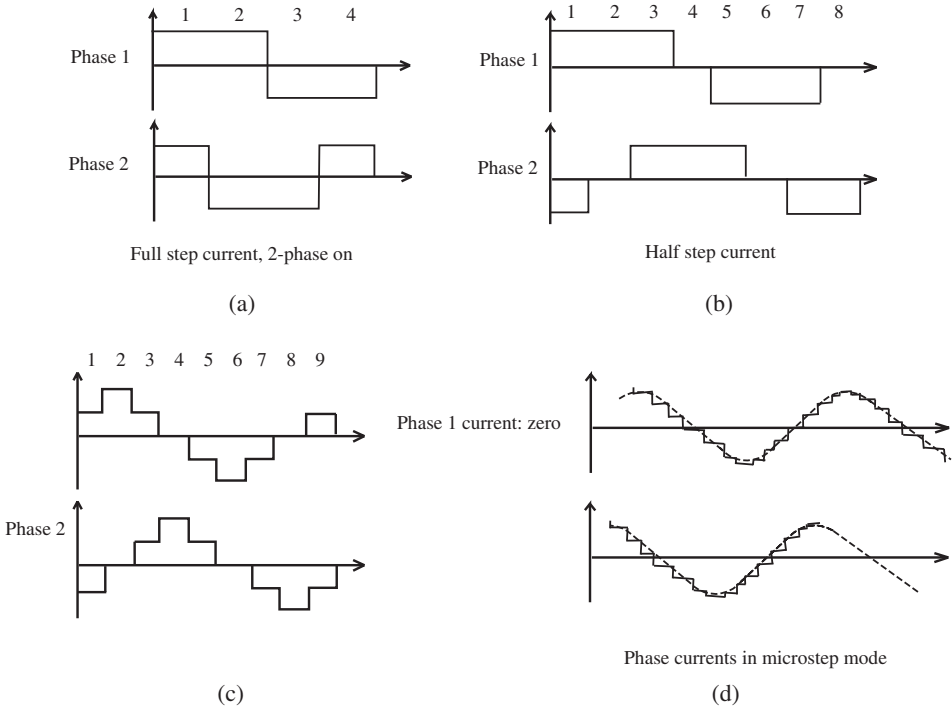 1 2 3 4
Phase 1
Phase 2
Full step current, 2-phase on
(a)
1 2 3 4 5 6 7 8
Phase 1
Phase 2
Half step current
(b)
1 2 3 4 5 6 7 8 9
Phase 2
(c)
Phase 1 current: zero
Phase currents in microstep mode
(d)